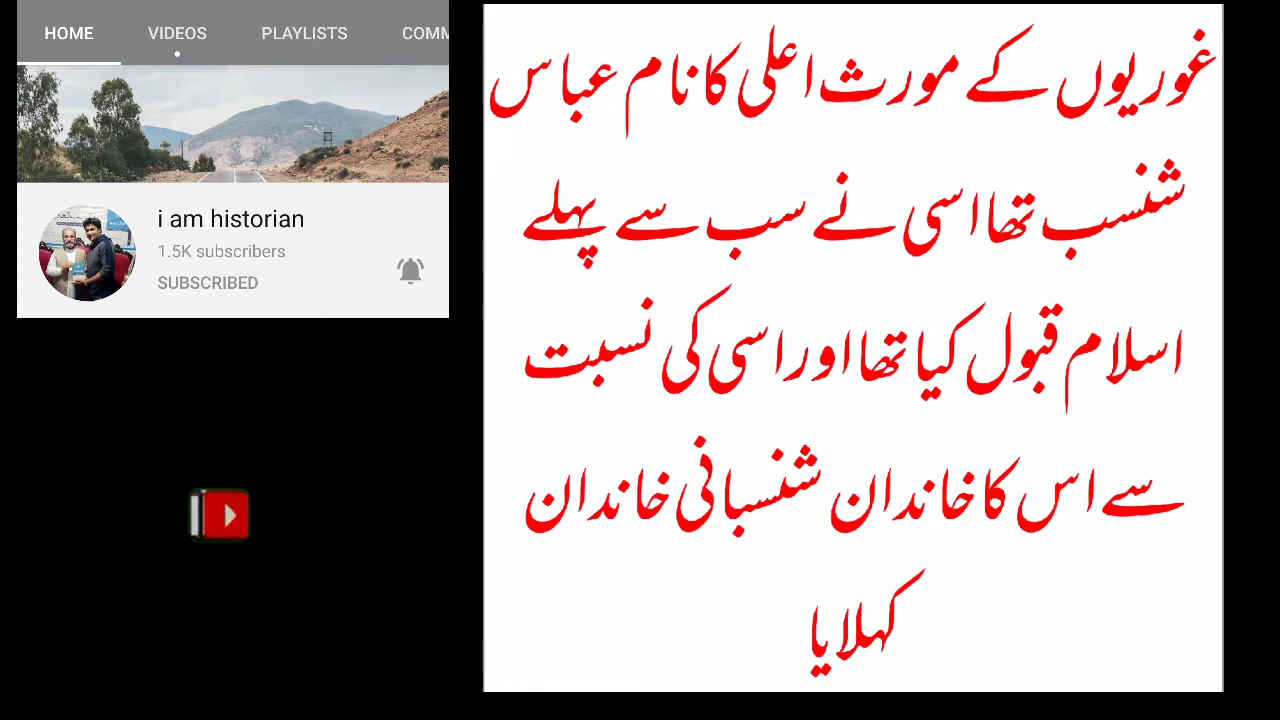 HOME VIDEOS PLAYLISTS COMM
i am historian
1.5K subscribers
SUBSCRIBED
غوریوں کے مورث اعلی کا نام عباس
شنسب تھا اسی نے سب سے پہلے
اسلام قبول کیا تھا اور اسی کی نسبت
سے اس کا خاندان شنسبانی خاندان
کہلایا